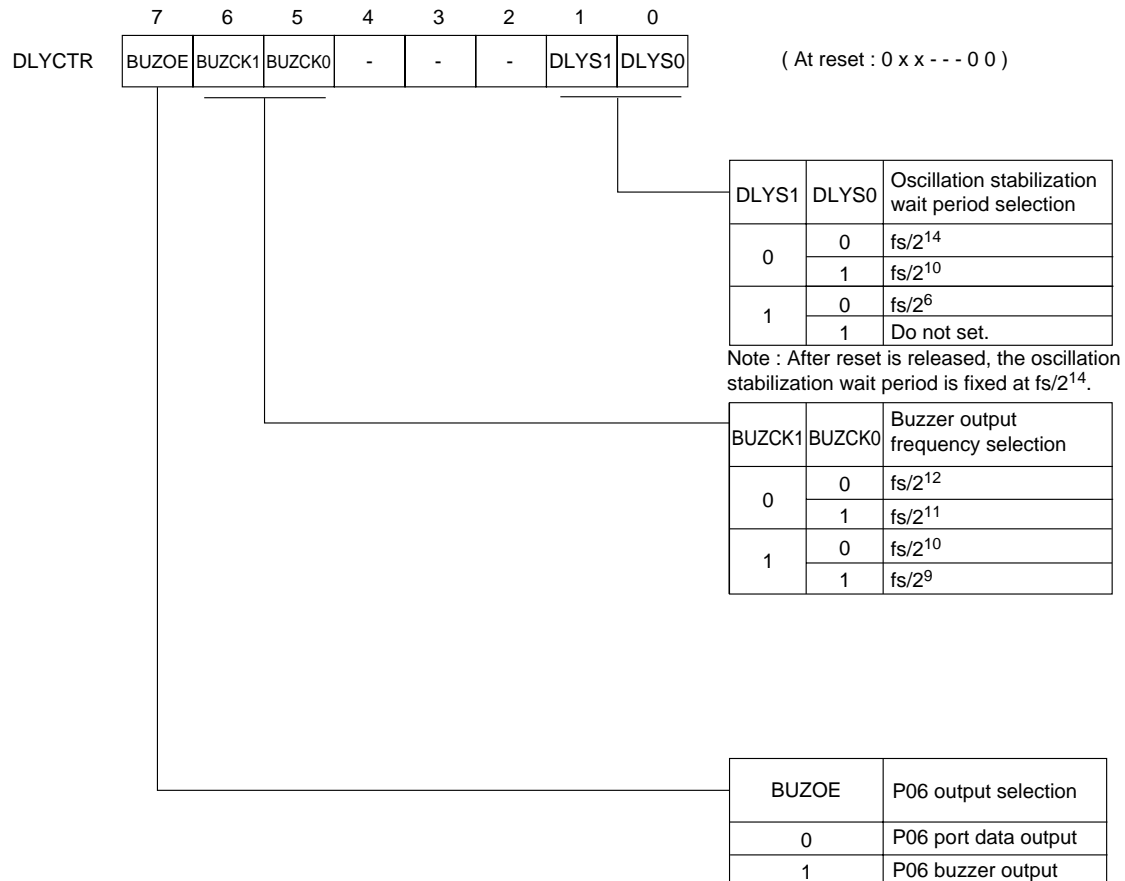 7 6 5 4 3 2 1 0
DLYCTR BUZOE BUZCK1 BUZCK0 - - - DLYS1 DLYS0 ( At reset : 0 x x - - - 0 0 )
DLYS1 DLYS0 Oscillation stabilization
wait period selection
0 0 fs/2¹⁴
1 fs/2¹⁰
1 0 fs/2⁶
1 Do not set.
Note : After reset is released, the oscillation
stabilization wait period is fixed at fs/2¹⁴.
BUZCK1 BUZCK0 Buzzer output
frequency selection
0 0 fs/2¹²
1 fs/2¹¹
1 0 fs/2¹⁰
1 fs/2⁹
BUZOE P06 output selection
0 P06 port data output
1 P06 buzzer output